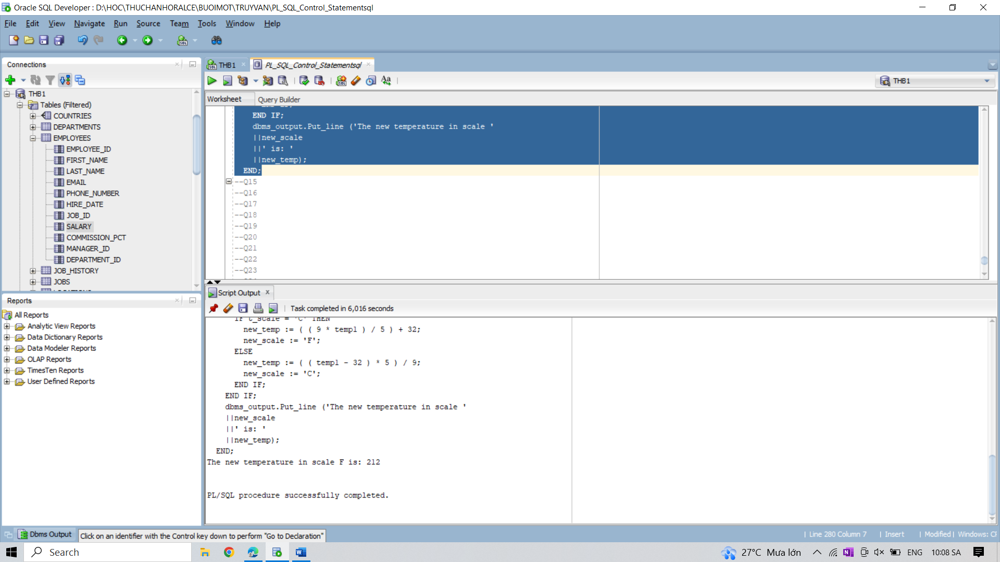 Oracle SQL Developer : D:\HOC\THUCHANHORALCE\BUOIMOT\TRUYVAN\PL_SQL_Control_Statementsql
File Edit View Navigate Run Source Team Tools Window Help
Connections
THB1
Tables (Filtered)
COUNTRIES
DEPARTMENTS
EMPLOYEES
EMPLOYEE_ID
FIRST_NAME
LAST_NAME
EMAIL
PHONE_NUMBER
HIRE_DATE
JOB_ID
SALARY
COMMISSION_PCT
MANAGER_ID
DEPARTMENT_ID
JOB_HISTORY
JOBS
Reports
All Reports
Analytic View Reports
Data Dictionary Reports
Data Modeler Reports
OLAP Reports
TimesTen Reports
User Defined Reports
THB1 PL_SQL_Control_Statementsql
THB1
Worksheet Query Builder
END IF;
dbms_output.Put_line ('The new temperature in scale '
||new_scale
||' is: '
||new_temp);
END;
--Q15
--Q16
--Q17
--Q18
--Q19
--Q20
--Q21
--Q22
--Q23
Script Output
Task completed in 6,016 seconds
IF t_scale = 'C' THEN
new_temp := ( ( 9 * temp1 ) / 5 ) + 32;
new_scale := 'F';
ELSE
new_temp := ( ( temp1 - 32 ) * 5 ) / 9;
new_scale := 'C';
END IF;
END IF;
dbms_output.Put_line ('The new temperature in scale '
||new_scale
||' is: '
||new_temp);
END;
The new temperature in scale F is: 212
PL/SQL procedure successfully completed.
Dbms Output
Click on an identifier with the Control key down to perform "Go to Declaration"
Line 280 Column 7 | Insert | Modified | Windows: 
Search
27°C Mưa lớn
ENG
10:08 SA